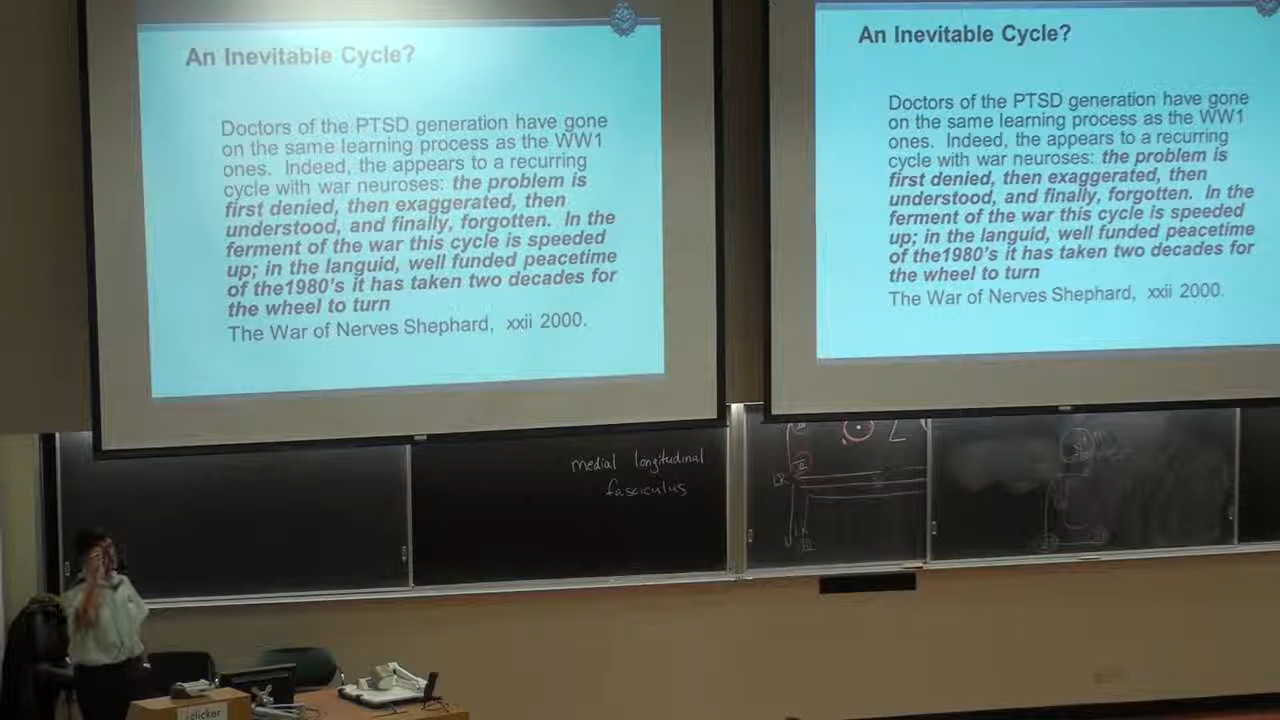 An Inevitable Cycle?
Doctors of the PTSD generation have gone
on the same learning process as the WW1
ones. Indeed, the appears to a recurring
cycle with war neuroses: the problem is
first denied, then exaggerated, then
understood, and finally, forgotten. In the
ferment of the war this cycle is speeded
up; in the languid, well funded peacetime
of the1980's it has taken two decades for
the wheel to turn
The War of Nerves Shephard, xxii 2000.
An Inevitable Cycle?
Doctors of the PTSD generation have gone
on the same learning process as the WW1
ones. Indeed, the appears to a recurring
cycle with war neuroses: the problem is
first denied, then exaggerated, then
understood, and finally, forgotten. In the
ferment of the war this cycle is speeded
up; in the languid, well funded peacetime
of the1980's it has taken two decades for
the wheel to turn
The War of Nerves Shephard, xxii 2000.
medial longitudinal
fasciculus
i clicker